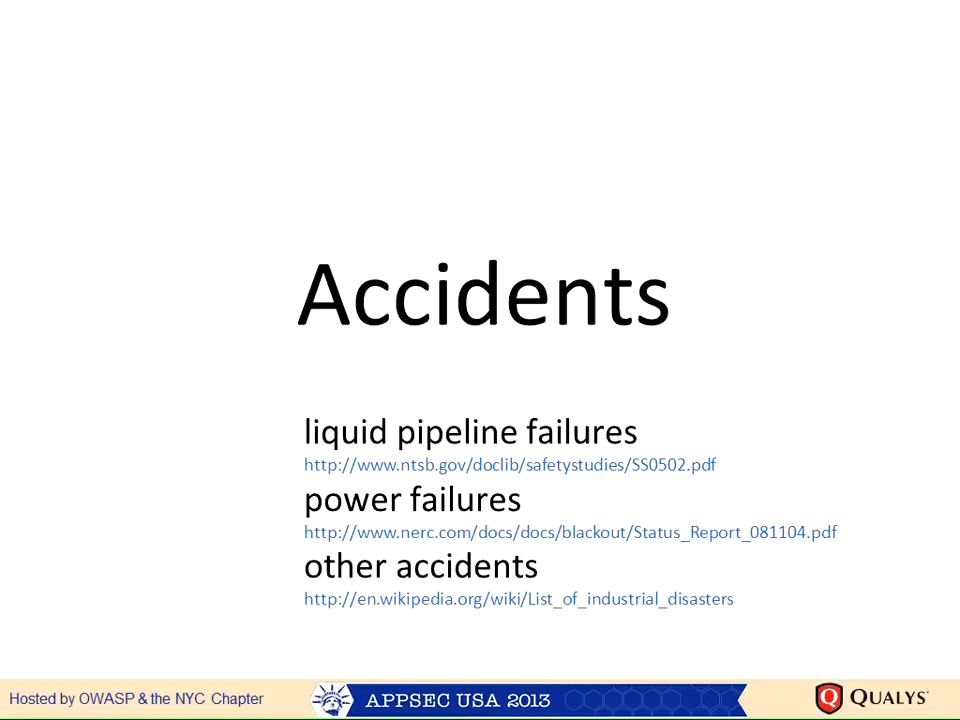 Accidents
liquid pipeline failures
http://www.ntsb.gov/doclib/safetystudies/SS0502.pdf
power failures
http://www.nerc.com/docs/docs/blackout/Status_Report_081104.pdf
other accidents
http://en.wikipedia.org/wiki/List_of_industrial_disasters
Hosted by OWASP & the NYC Chapter
APPSEC USA 2013
QUALYS